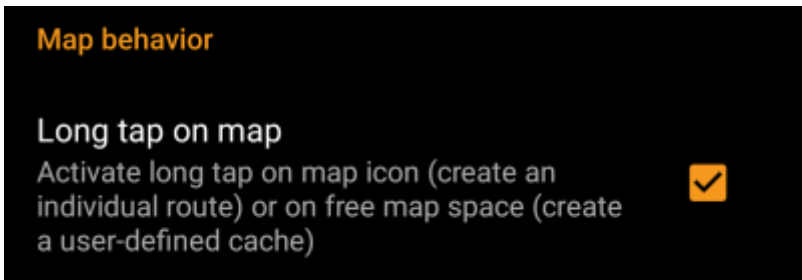 Map behavior
Long tap on map
Activate long tap on map icon (create an
individual route) or on free map space (create
a user-defined cache)